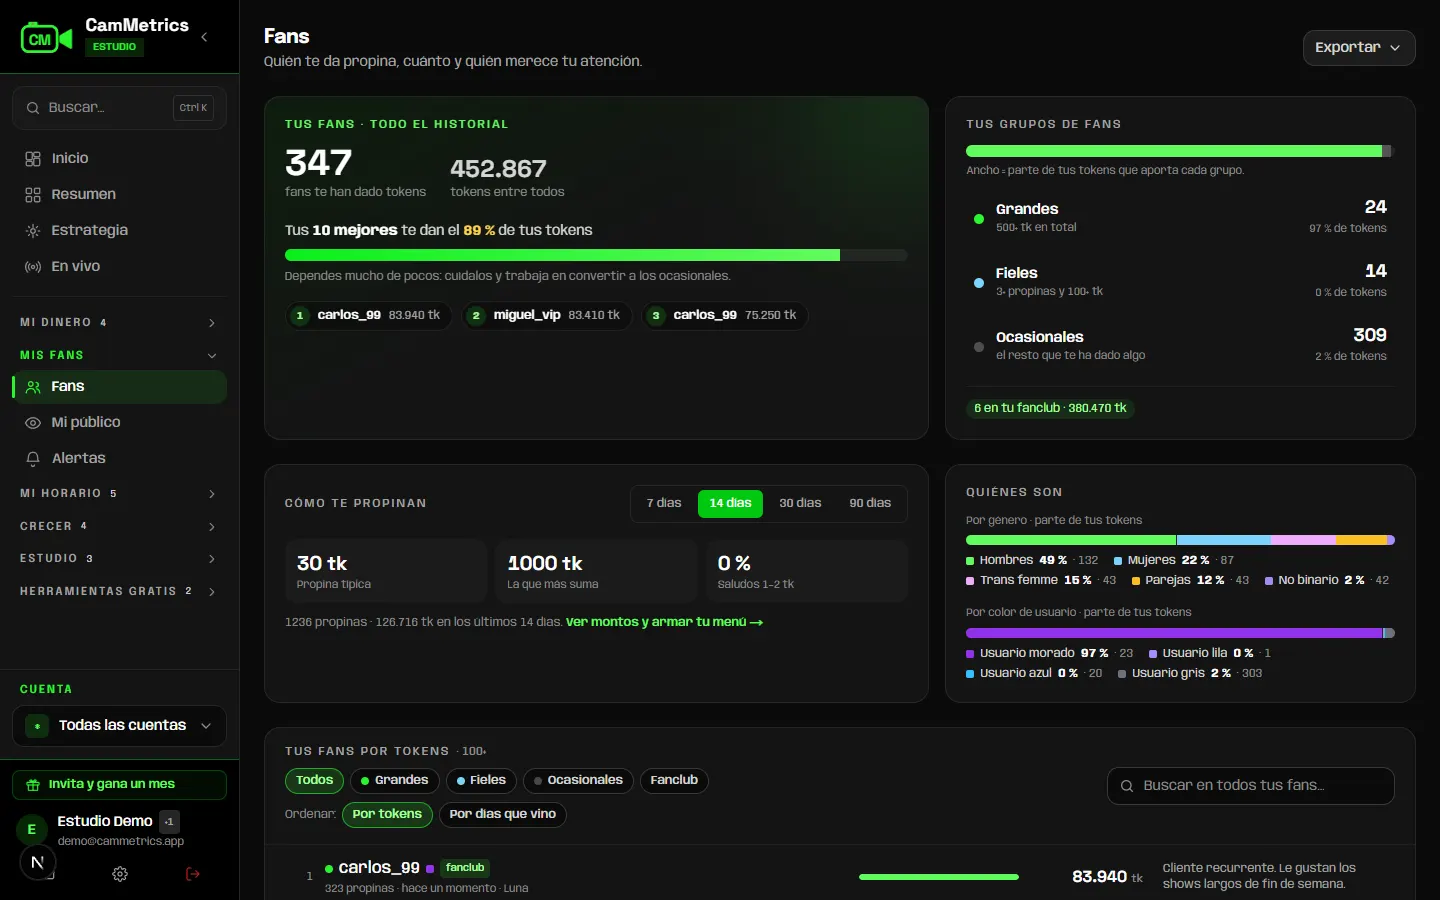 CM
CamMetrics
ESTUDIO
Buscar...
Ctrl K
Inicio
Resumen
Estrategia
En vivo
MI DINERO 4
MIS FANS
Fans
Mi público
Alertas
MI HORARIO 5
CRECER 4
ESTUDIO 3
HERRAMIENTAS GRATIS 2
CUENTA
Todas las cuentas
Invita y gana un mes
E
Estudio Demo
demo@cammetrics.app
N
Fans
Quién te da propina, cuánto y quién merece tu atención.
Exportar
TUS FANS · TODO EL HISTORIAL
347
452.867
fans te han dado tokens
tokens entre todos
Tus 10 mejores te dan el 89 % de tus tokens
Dependes mucho de pocos: cuídalos y trabaja en convertir a los ocasionales.
1 carlos_99 83.940 tk
2 miguel_vip 83.410 tk
3 carlos_99 75.250 tk
TUS GRUPOS DE FANS
Ancho = parte de tus tokens que aporta cada grupo.
Grandes
24
500+ tk en total
97 % de tokens
Fieles
14
3+ propinas y 100+ tk
0 % de tokens
Ocasionales
309
el resto que te ha dado algo
2 % de tokens
6 en tu fanclub · 380.470 tk
CÓMO TE PROPINAN
7 días
14 días
30 días
90 días
30 tk
Propina típica
1000 tk
La que más suma
0 %
Saludos 1–2 tk
1236 propinas · 126.716 tk en los últimos 14 días. Ver montos y armar tu menú →
QUIÉNES SON
Por género · parte de tus tokens
Hombres 49 % · 132
Mujeres 22 % · 87
Trans femme 15 % · 43
Parejas 12 % · 43
No binario 2 % · 42
Por color de usuario · parte de tus tokens
Usuario morado 97 % · 23
Usuario lila 0 % · 1
Usuario azul 0 % · 20
Usuario gris 2 % · 303
TUS FANS POR TOKENS · 100+
Todos
Grandes
Fieles
Ocasionales
Fanclub
Buscar en todos tus fans...
Ordenar:
Por tokens
Por días que vino
1
carlos_99
fanclub
323 propinas · hace un momento · Luna
83.940 tk
Cliente recurrente. Le gustan los
shows largos de fin de semana.